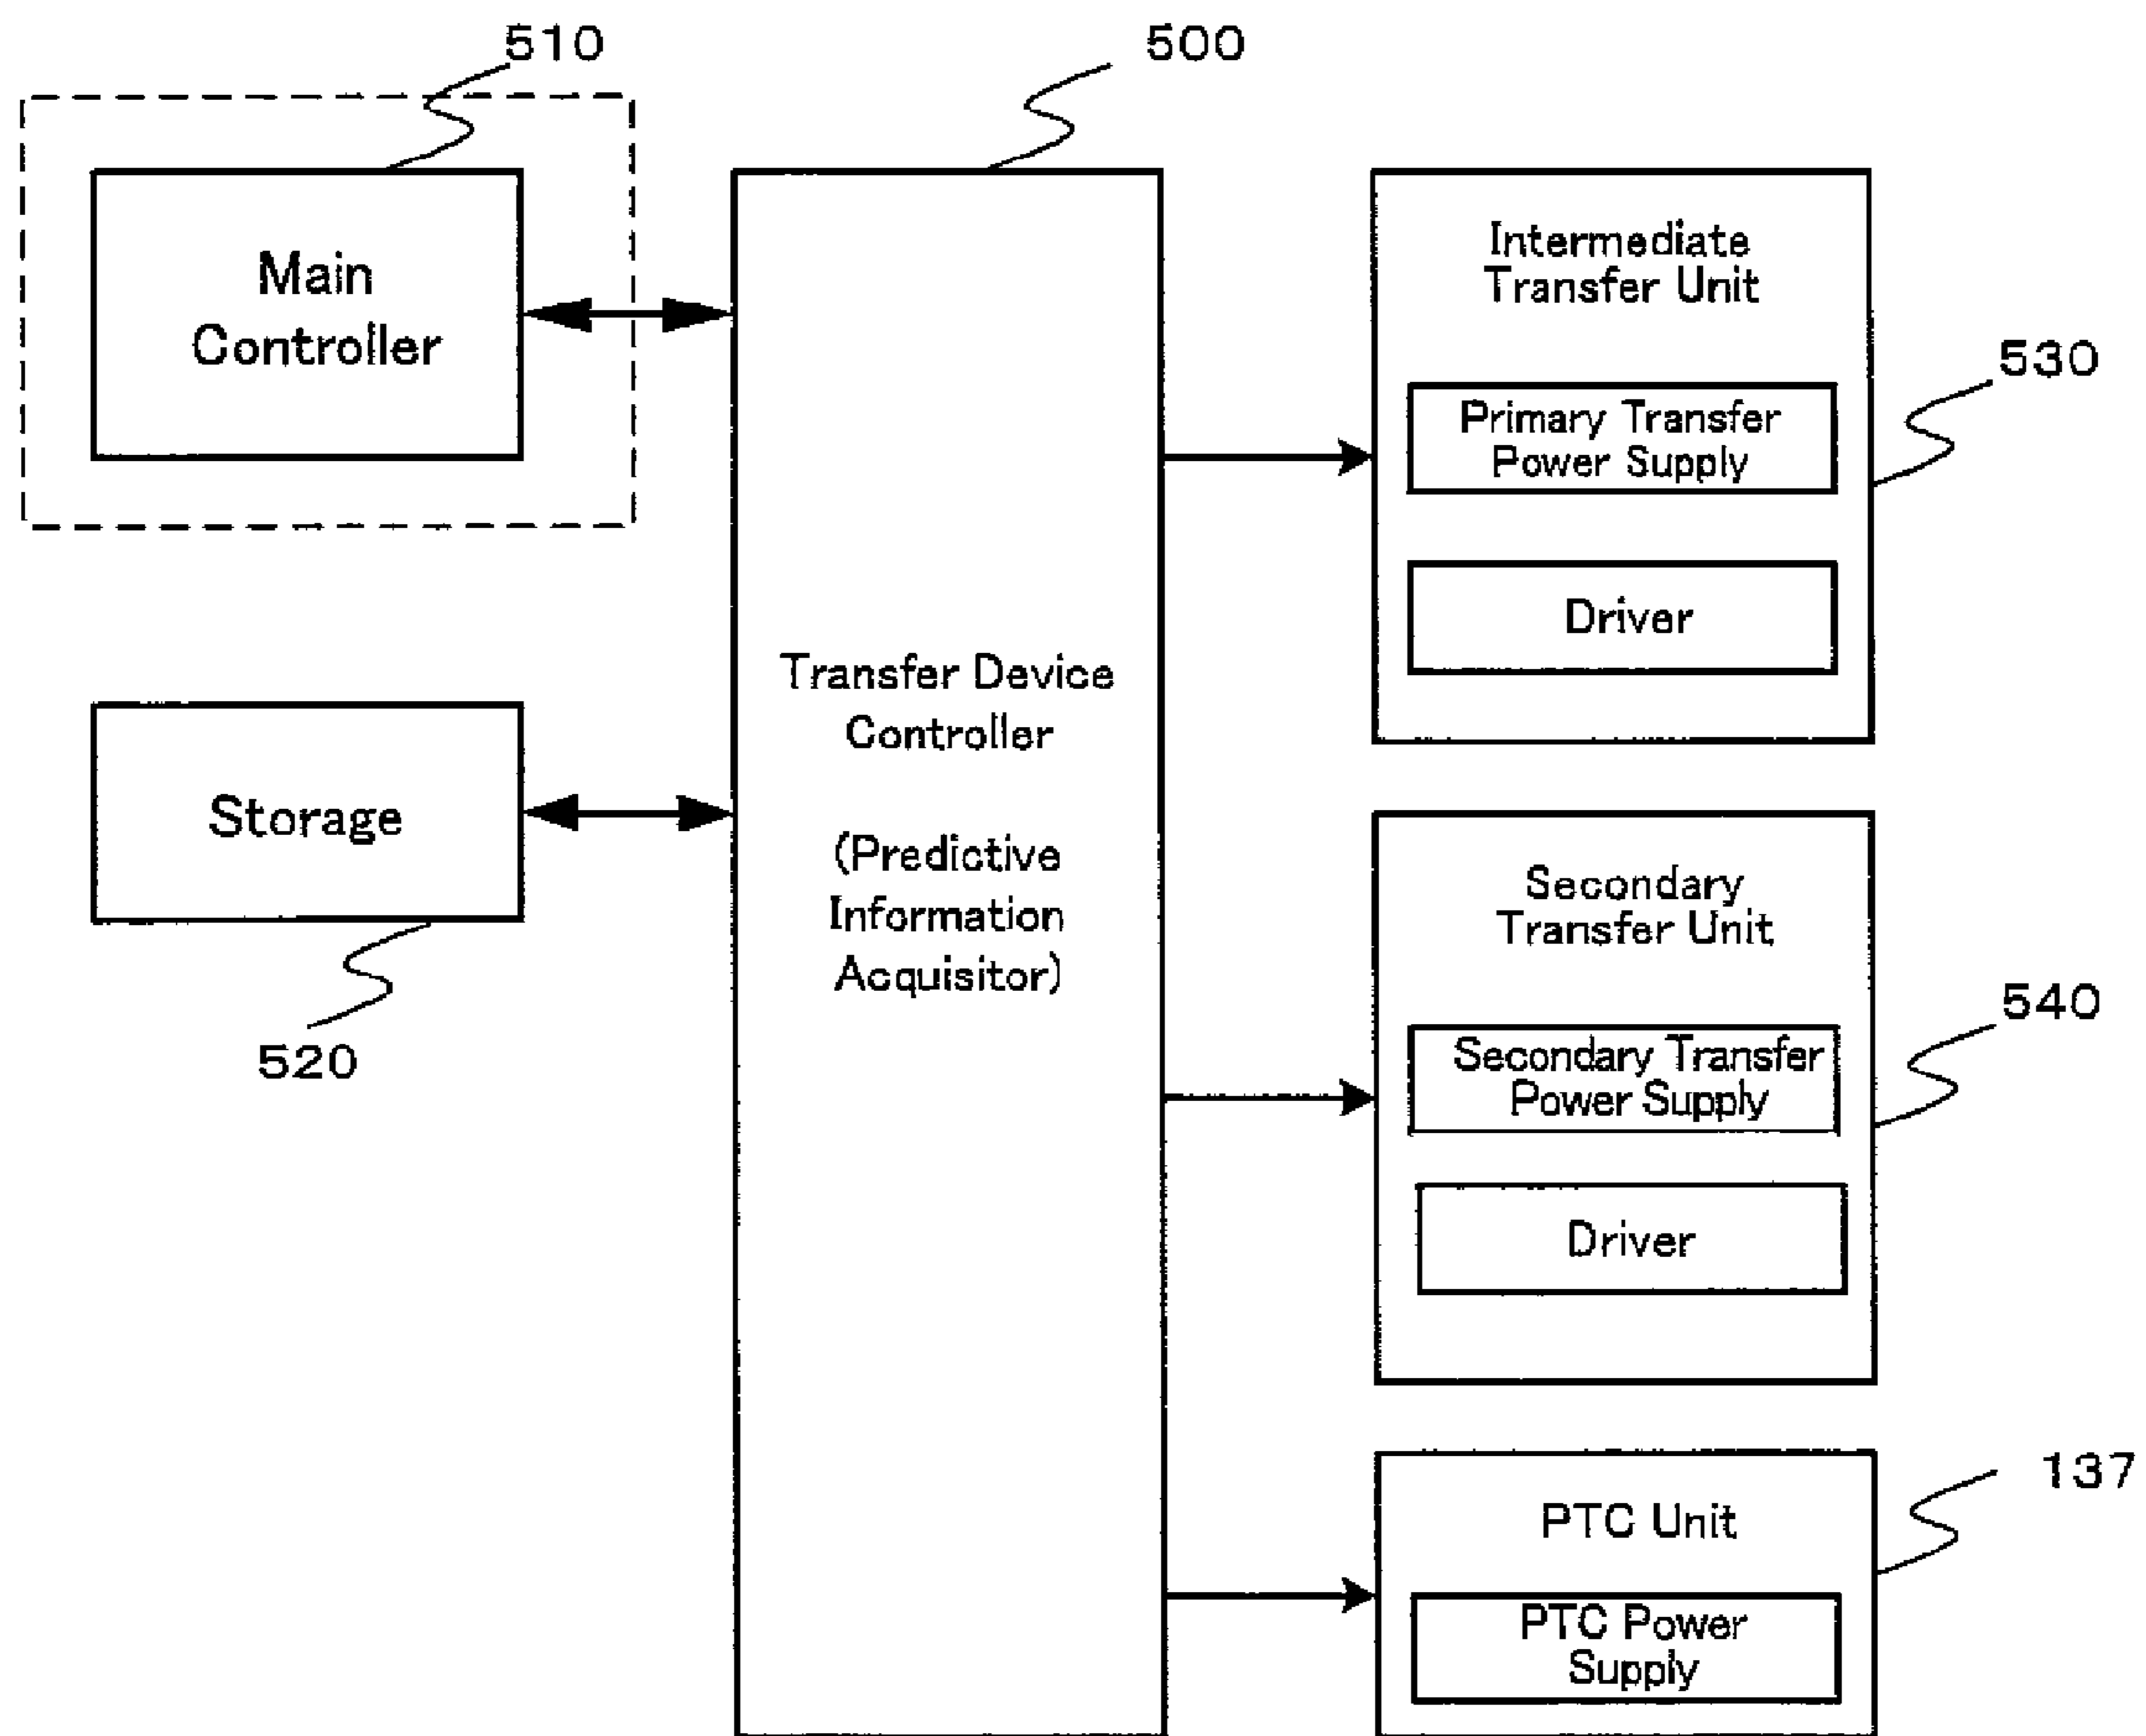 510
500
Main
Controller
Storage
520
Transfer Device
Controller
(Predictive
Information
Acquisitor)
Intermediate
Transfer Unit
Primary Transfer
Power Supply
Driver
530
Secondary
Transfer Unit
Secondary Transfer
Power Supply
Driver
540
PTC Unit
PTC Power
Supply
137